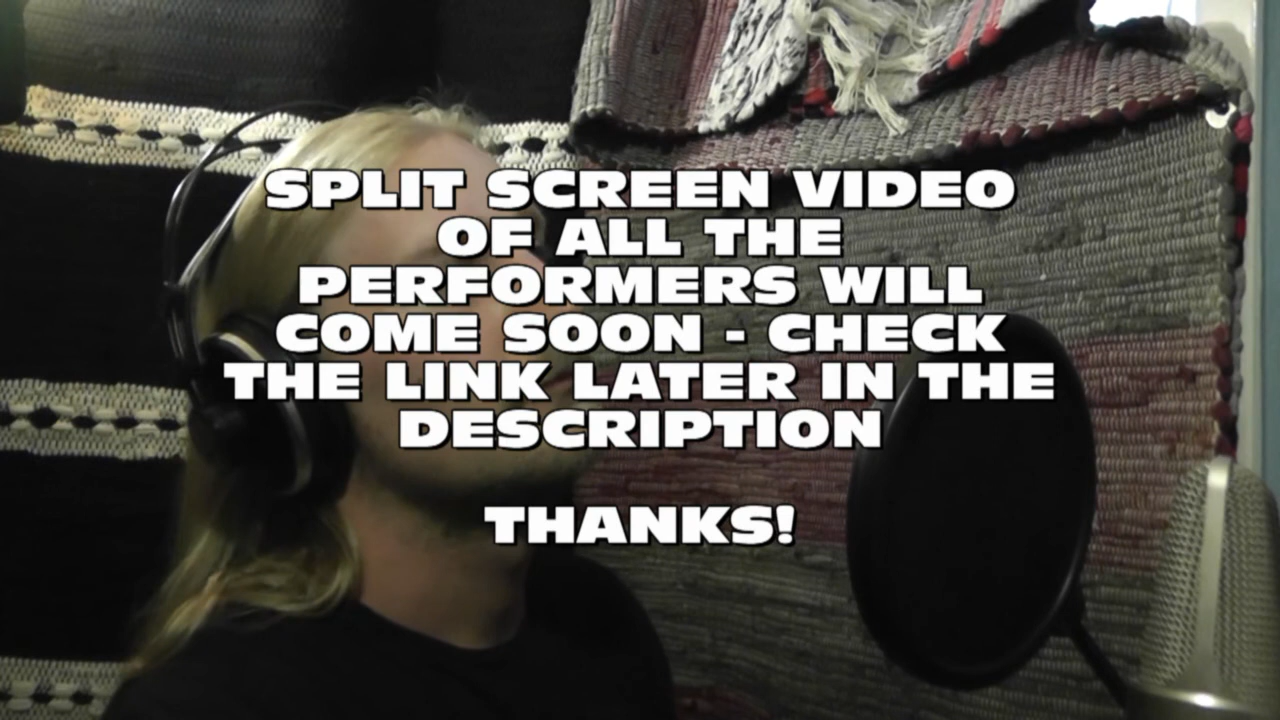 SPLIT SCREEN VIDEO
OF ALL THE
PERFORMERS WILL
COME SOON - CHECK
THE LINK LATER IN THE
DESCRIPTION
THANKS!